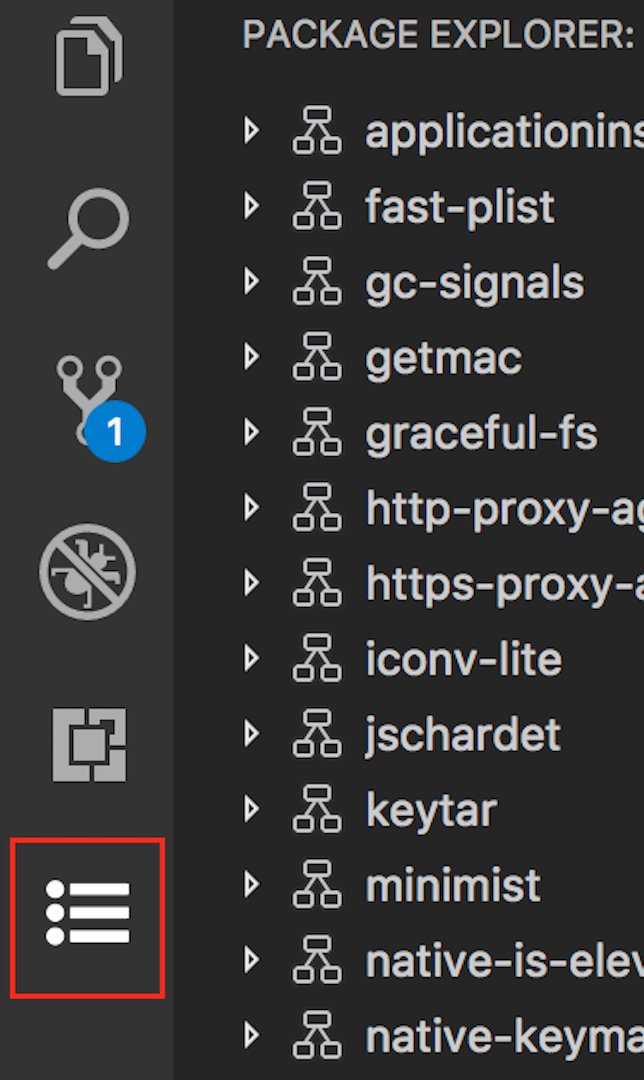 PACKAGE EXPLORER:
applicationins
fast-plist
gc-signals
getmac
graceful-fs
1
http-proxy-ag
https-proxy-a
iconv-lite
jschardet
keytar
minimist
native-is-elev
native-keyma